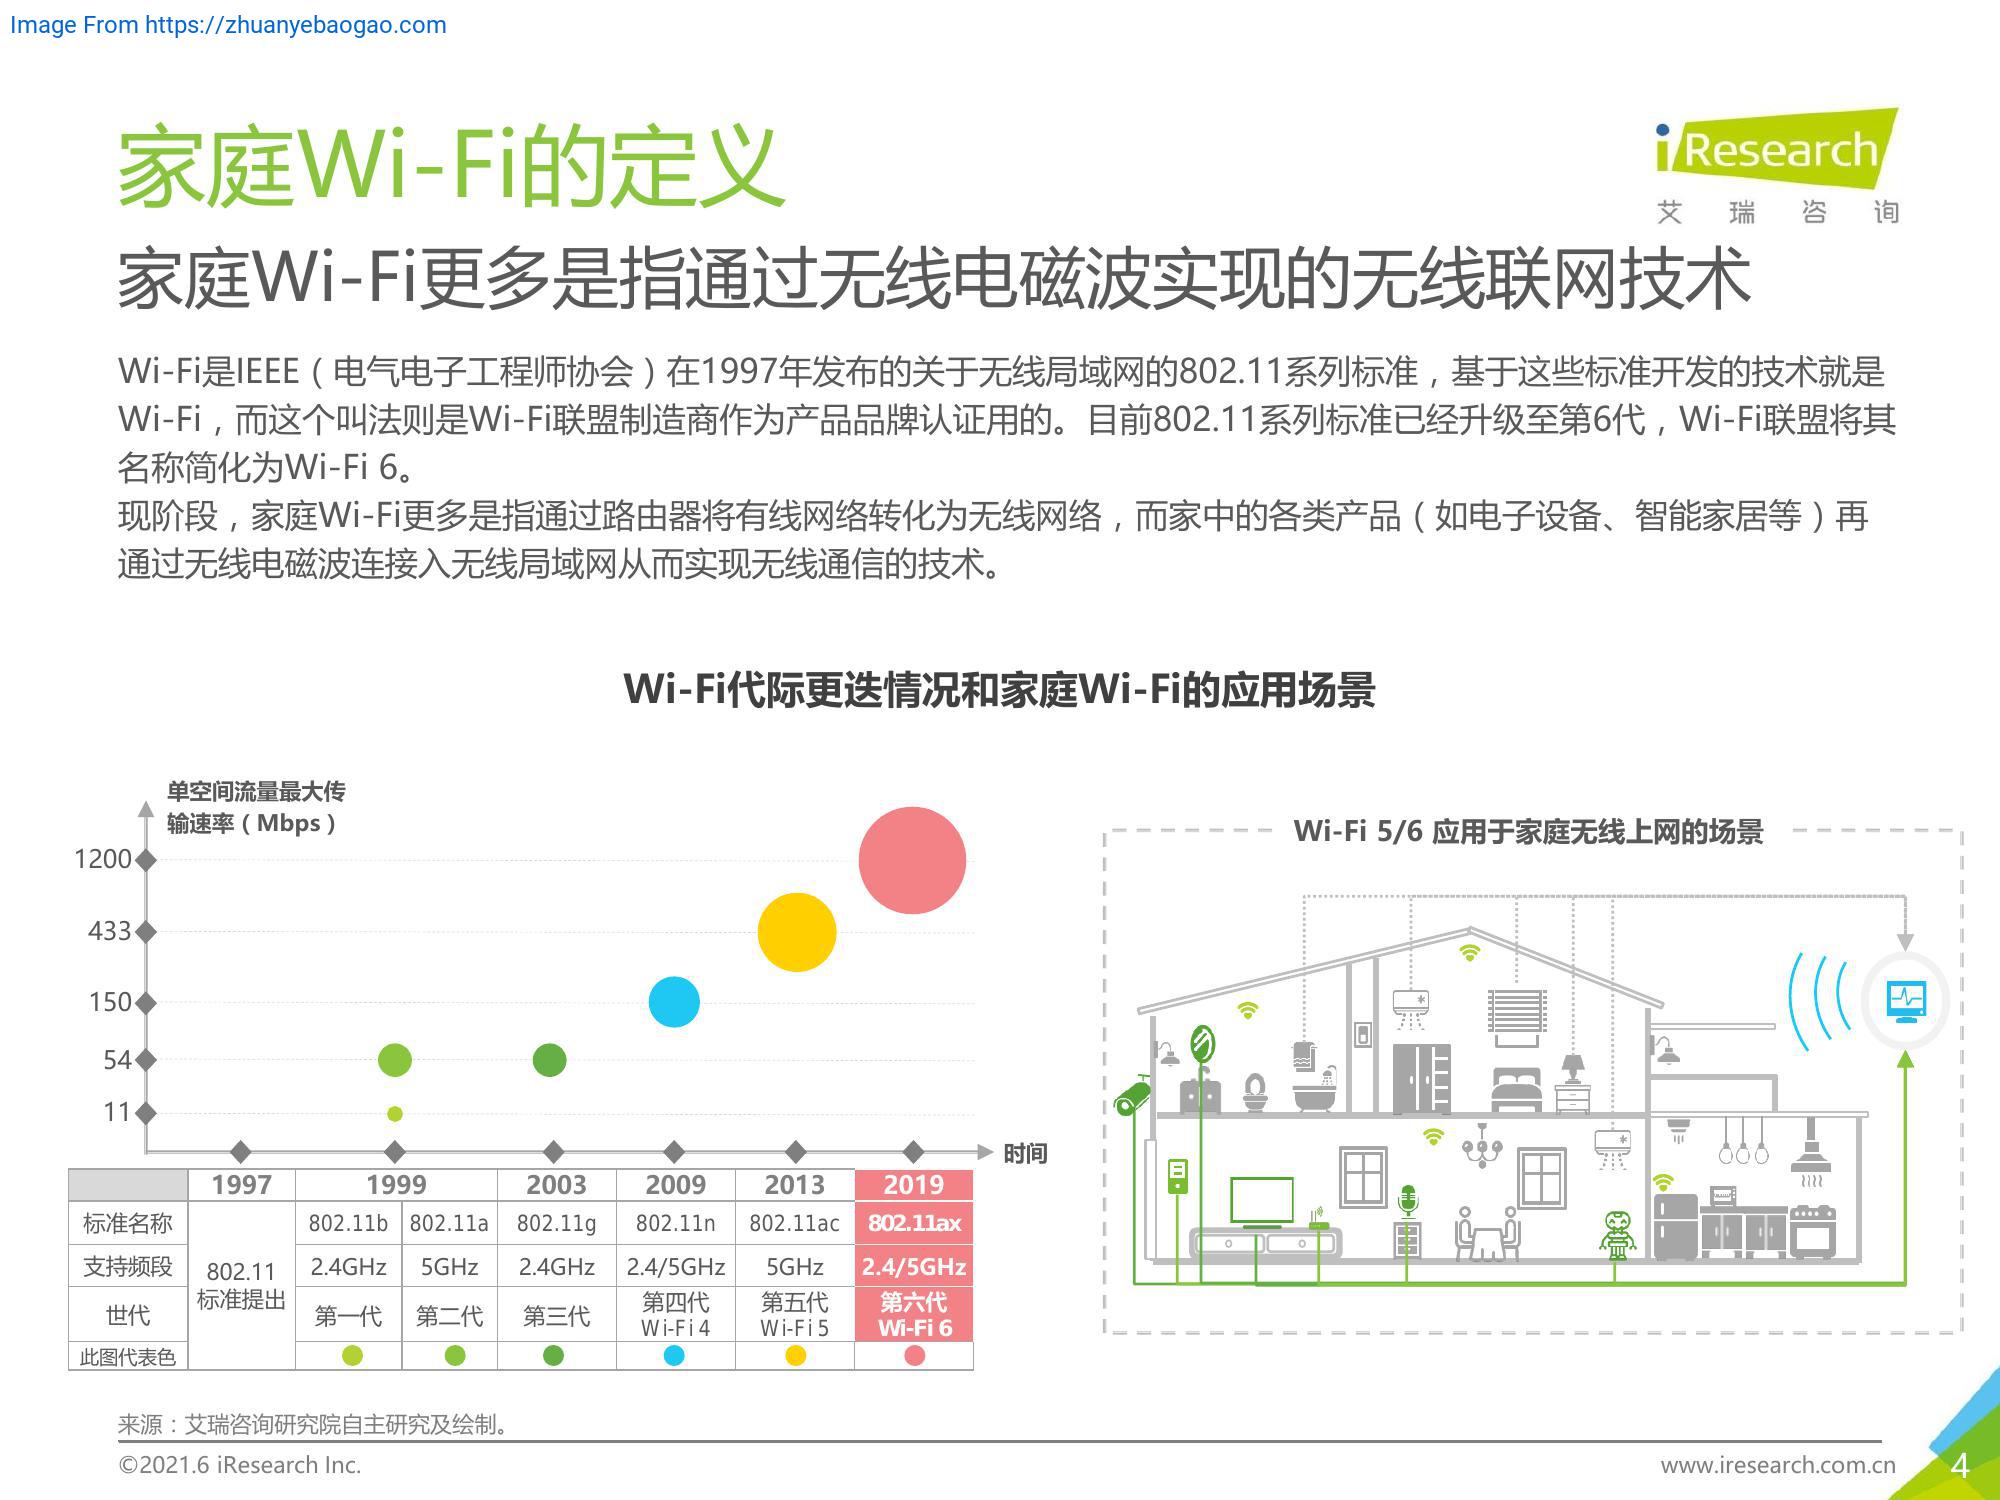 Image From https://zhuanyebaogao.com
家庭Wi-Fi的定义
iResearch
艾瑞咨询
家庭Wi-Fi更多是指通过无线电磁波实现的无线联网技术
Wi-Fi是IEEE（电气电子工程师协会）在1997年发布的关于无线局域网的802.11系列标准，基于这些标准开发的技术就是
Wi-Fi，而这个叫法则是Wi-Fi联盟制造商作为产品品牌认证用的。目前802.11系列标准已经升级至第6代，Wi-Fi联盟将其
名称简化为Wi-Fi 6。
现阶段，家庭Wi-Fi更多是指通过路由器将有线网络转化为无线网络，而家中的各类产品（如电子设备、智能家居等）再
通过无线电磁波连接入无线局域网从而实现无线通信的技术。
Wi-Fi代际更迭情况和家庭Wi-Fi的应用场景
单空间流量最大传
输速率（Mbps）
1200
433
150
54
11
时间
1997 1999 2003 2009 2013 2019
标准名称 802.11b 802.11a 802.11g 802.11n 802.11ac 802.11ax
支持频段 2.4GHz 5GHz 2.4GHz 2.4/5GHz 5GHz 2.4/5GHz
802.11
标准提出
世代 第一代 第二代 第三代 第四代 第五代 第六代
Wi-Fi 4 Wi-Fi 5 Wi-Fi 6
此图代表色
Wi-Fi 5/6 应用于家庭无线上网的场景
来源：艾瑞咨询研究院自主研究及绘制。
©2021.6 iResearch Inc.
www.iresearch.com.cn
4